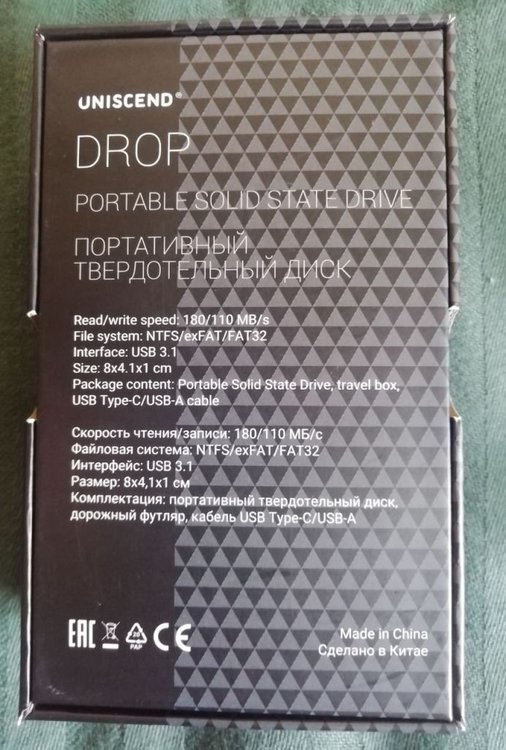 UNISCEND®
DROP
PORTABLE SOLID STATE DRIVE
ПОРТАТИВНЫЙ
ТВЕРДОТЕЛЬНЫЙ ДИСК
Read/write speed: 180/110 MB/s
File system: NTFS/exFAT/FAT32
Interface: USB 3.1
Size: 8x4.1x1 cm
Package content: Portable Solid State Drive, travel box,
USB Type-C/USB-A cable
Скорость чтения/записи: 180/110 МБ/с
Файловая система: NTFS/exFAT/FAT32
Интерфейс: USB 3.1
Размер: 8x4,1x1 см
Комплектация: портативный твердотельный диск,
дорожный футляр, кабель USB Type-C/USB-A
EAC 20 PAP CE
Made in China
Сделано в Китае